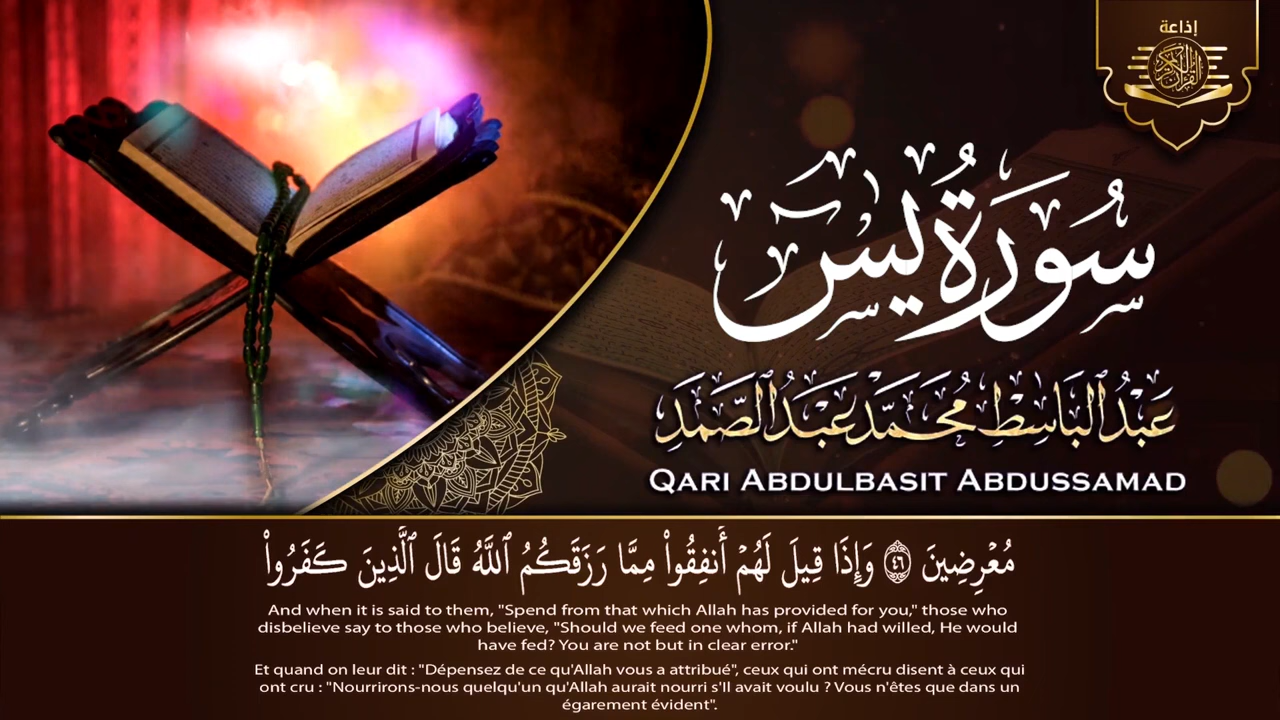 إذاعة
القرآن الكريم
سُورَةُ يسٓ
عَبْدُ الْبَاسِطِ مُحَمَّدْ عَبْدُ الصَّمَدِ
QARI ABDULBASIT ABDUSSAMAD
مُعْرِضِينَ ٤٦ وَإِذَا قِيلَ لَهُمْ أَنفِقُوا۟ مِمَّا رَزَقَكُمُ ٱللَّهُ قَالَ ٱلَّذِينَ كَفَرُوا۟
And when it is said to them, "Spend from that which Allah has provided for you," those who
disbelieve say to those who believe, "Should we feed one whom, if Allah had willed, He would
have fed? You are not but in clear error."
Et quand on leur dit : "Dépensez de ce qu'Allah vous a attribué", ceux qui ont mécru disent à ceux qui
ont cru : "Nourrirons-nous quelqu'un qu'Allah aurait nourri s'Il avait voulu ? Vous n'êtes que dans un
égarement évident".